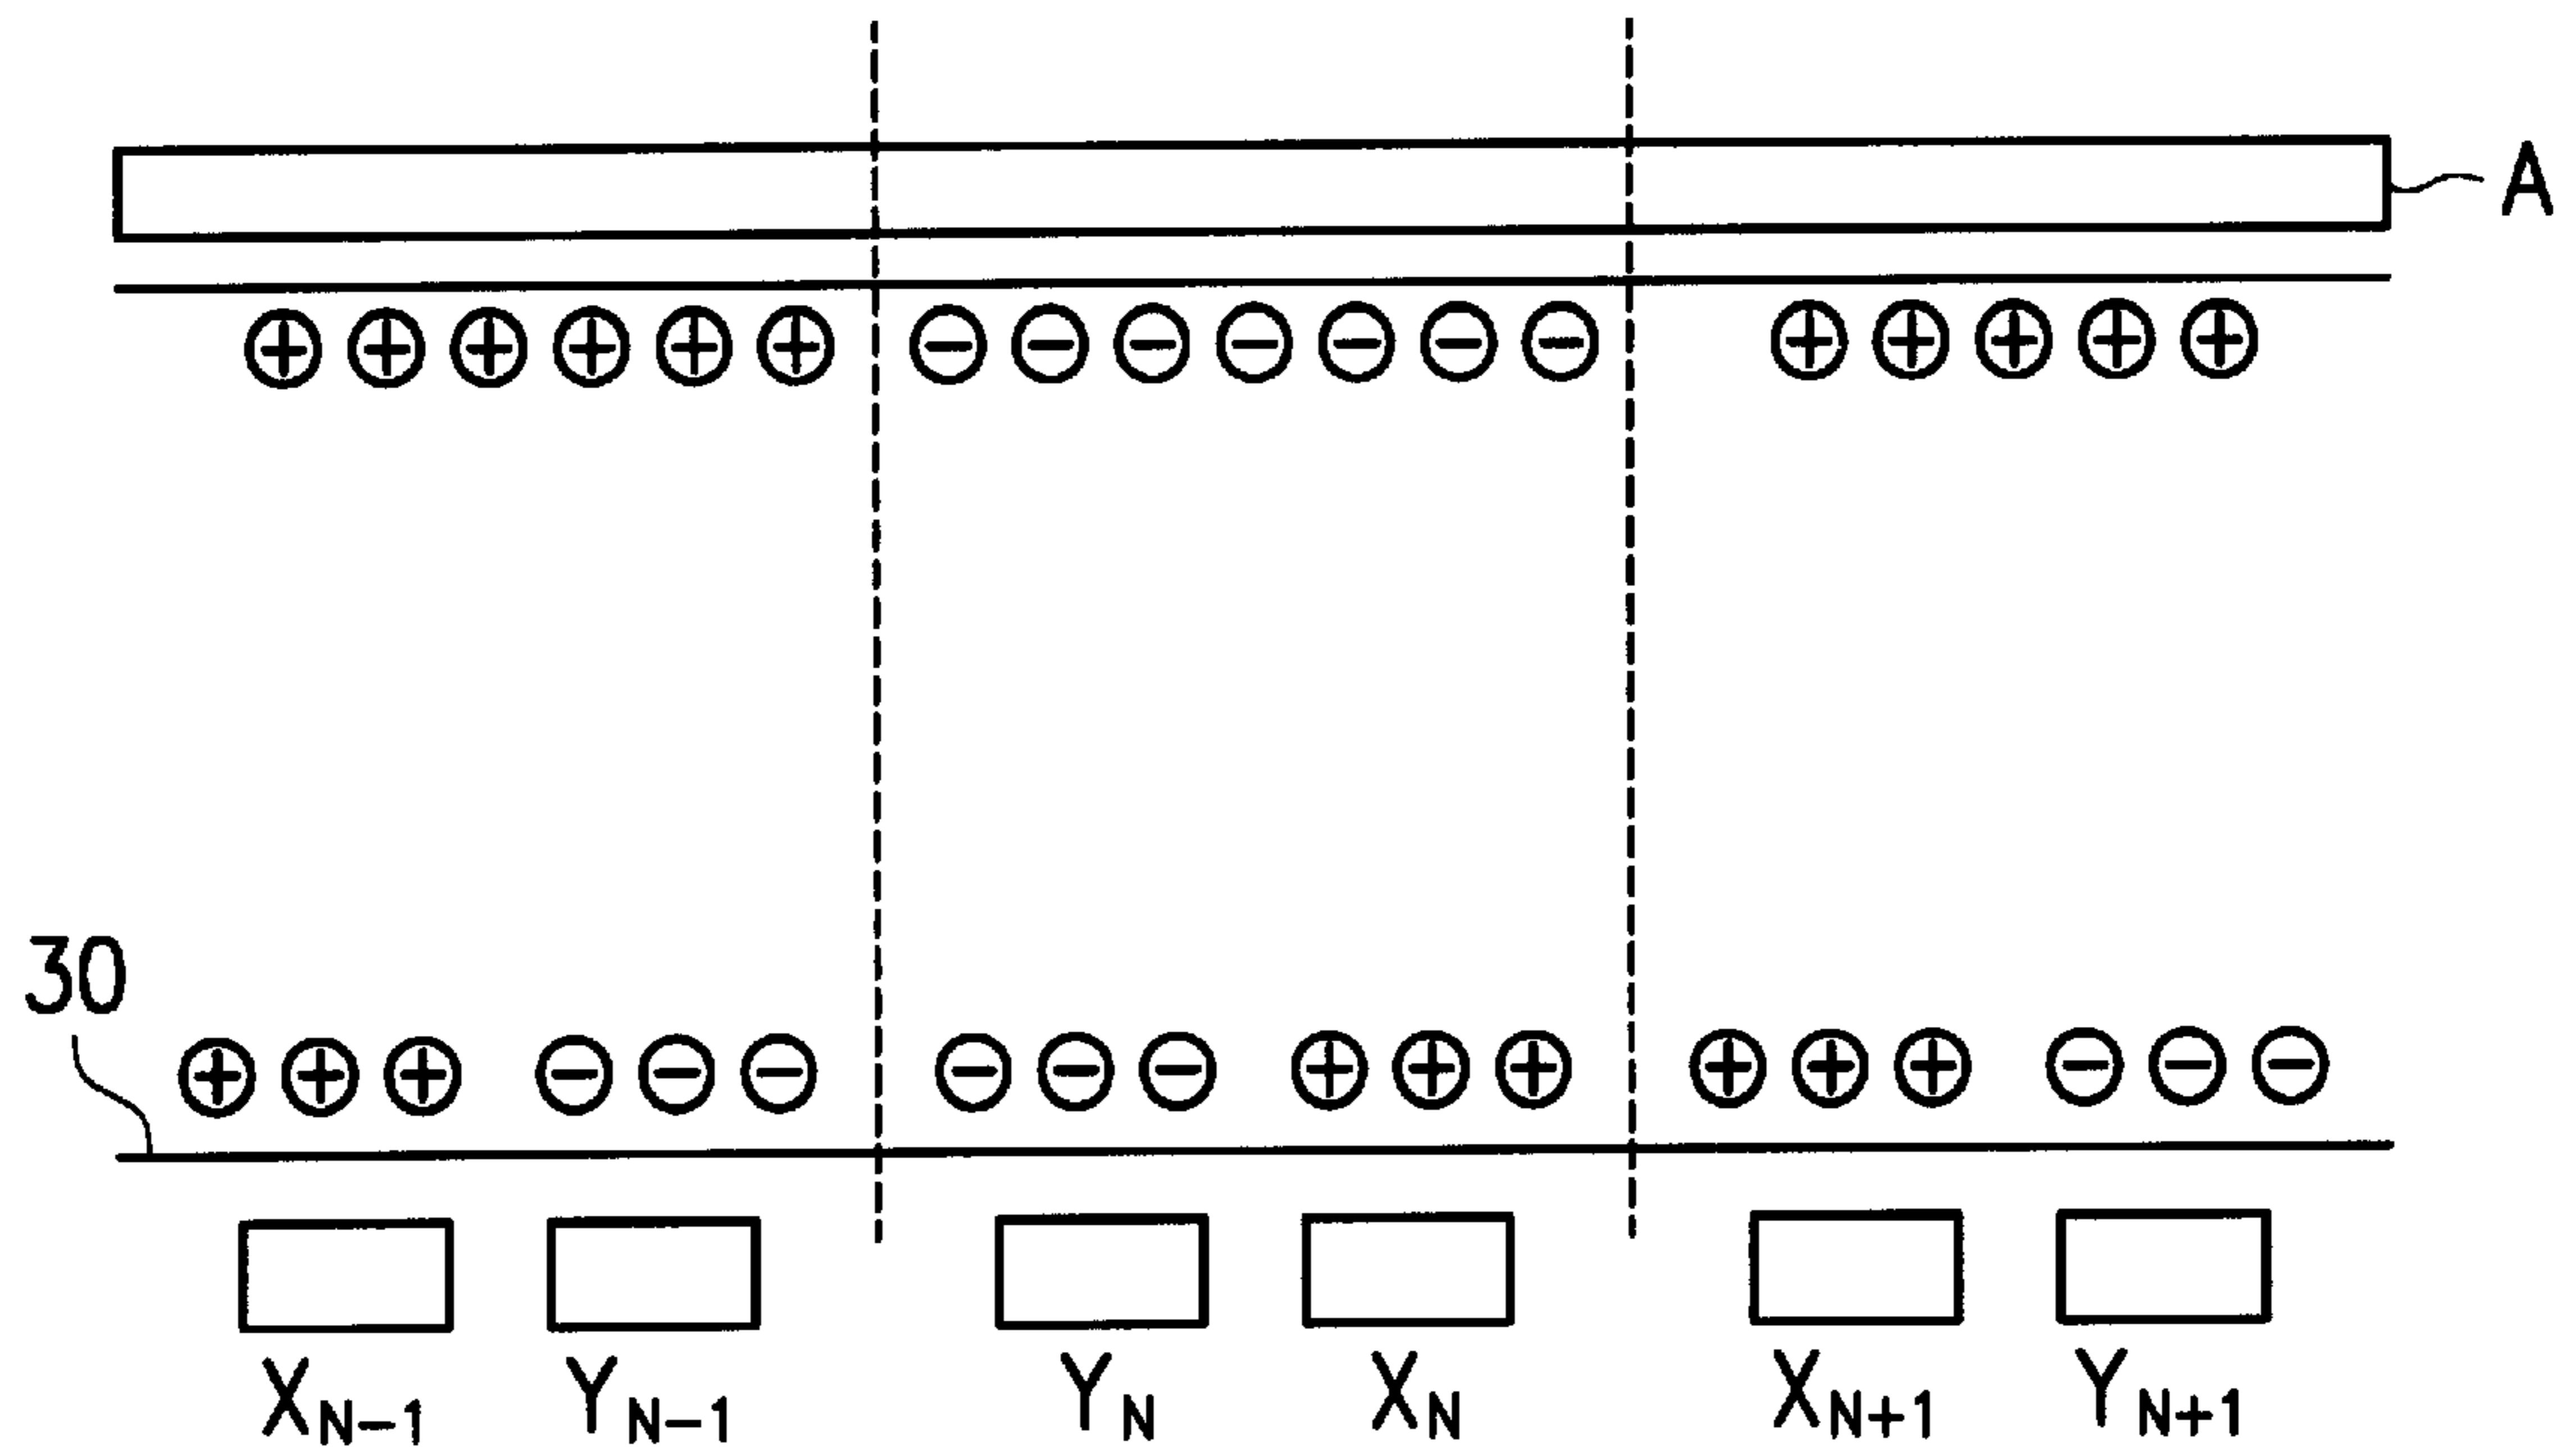 A
⊕ ⊕ ⊕ ⊕ ⊕ ⊕ ⊖ ⊖ ⊖ ⊖ ⊖ ⊖ ⊖ ⊕ ⊕ ⊕ ⊕ ⊕
30
⊕ ⊕ ⊕ ⊖ ⊖ ⊖ ⊖ ⊖ ⊖ ⊕ ⊕ ⊕ ⊕ ⊕ ⊕ ⊖ ⊖ ⊖
X_{N-1} Y_{N-1} Y_N X_N X_{N+1} Y_{N+1}